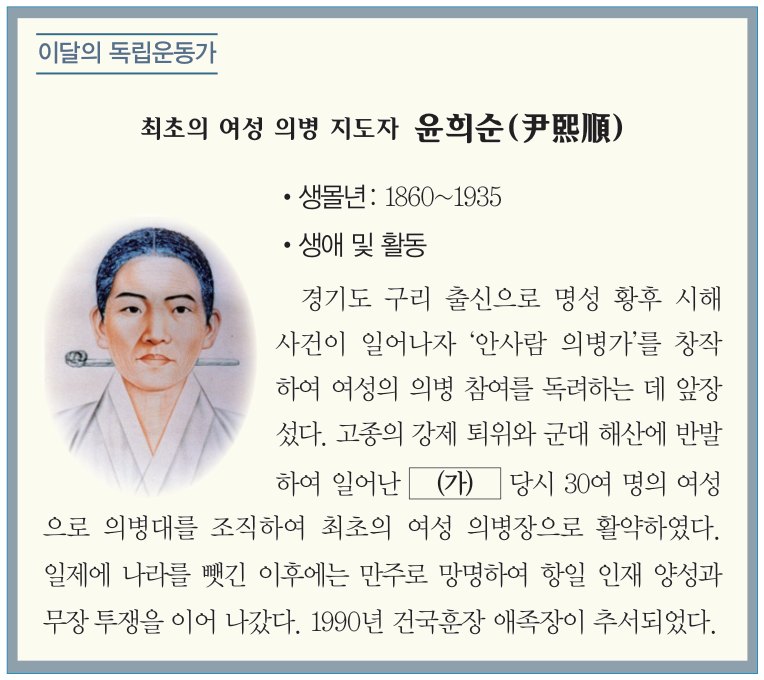 이달의 독립운동가
최초의 여성 의병 지도자 윤희순(尹熙順)
• 생몰년 : 1860~1935
• 생애 및 활동
경기도 구리 출신으로 명성 황후 시해
사건이 일어나자 ‘안사람 의병가’를 창작
하여 여성의 의병 참여를 독려하는 데 앞장
섰다. 고종의 강제 퇴위와 군대 해산에 반발
하여 일어난 (가) 당시 30여 명의 여성
으로 의병대를 조직하여 최초의 여성 의병장으로 활약하였다.
일제에 나라를 뺏긴 이후에는 만주로 망명하여 항일 인재 양성과
무장 투쟁을 이어 나갔다. 1990년 건국훈장 애족장이 추서되었다.